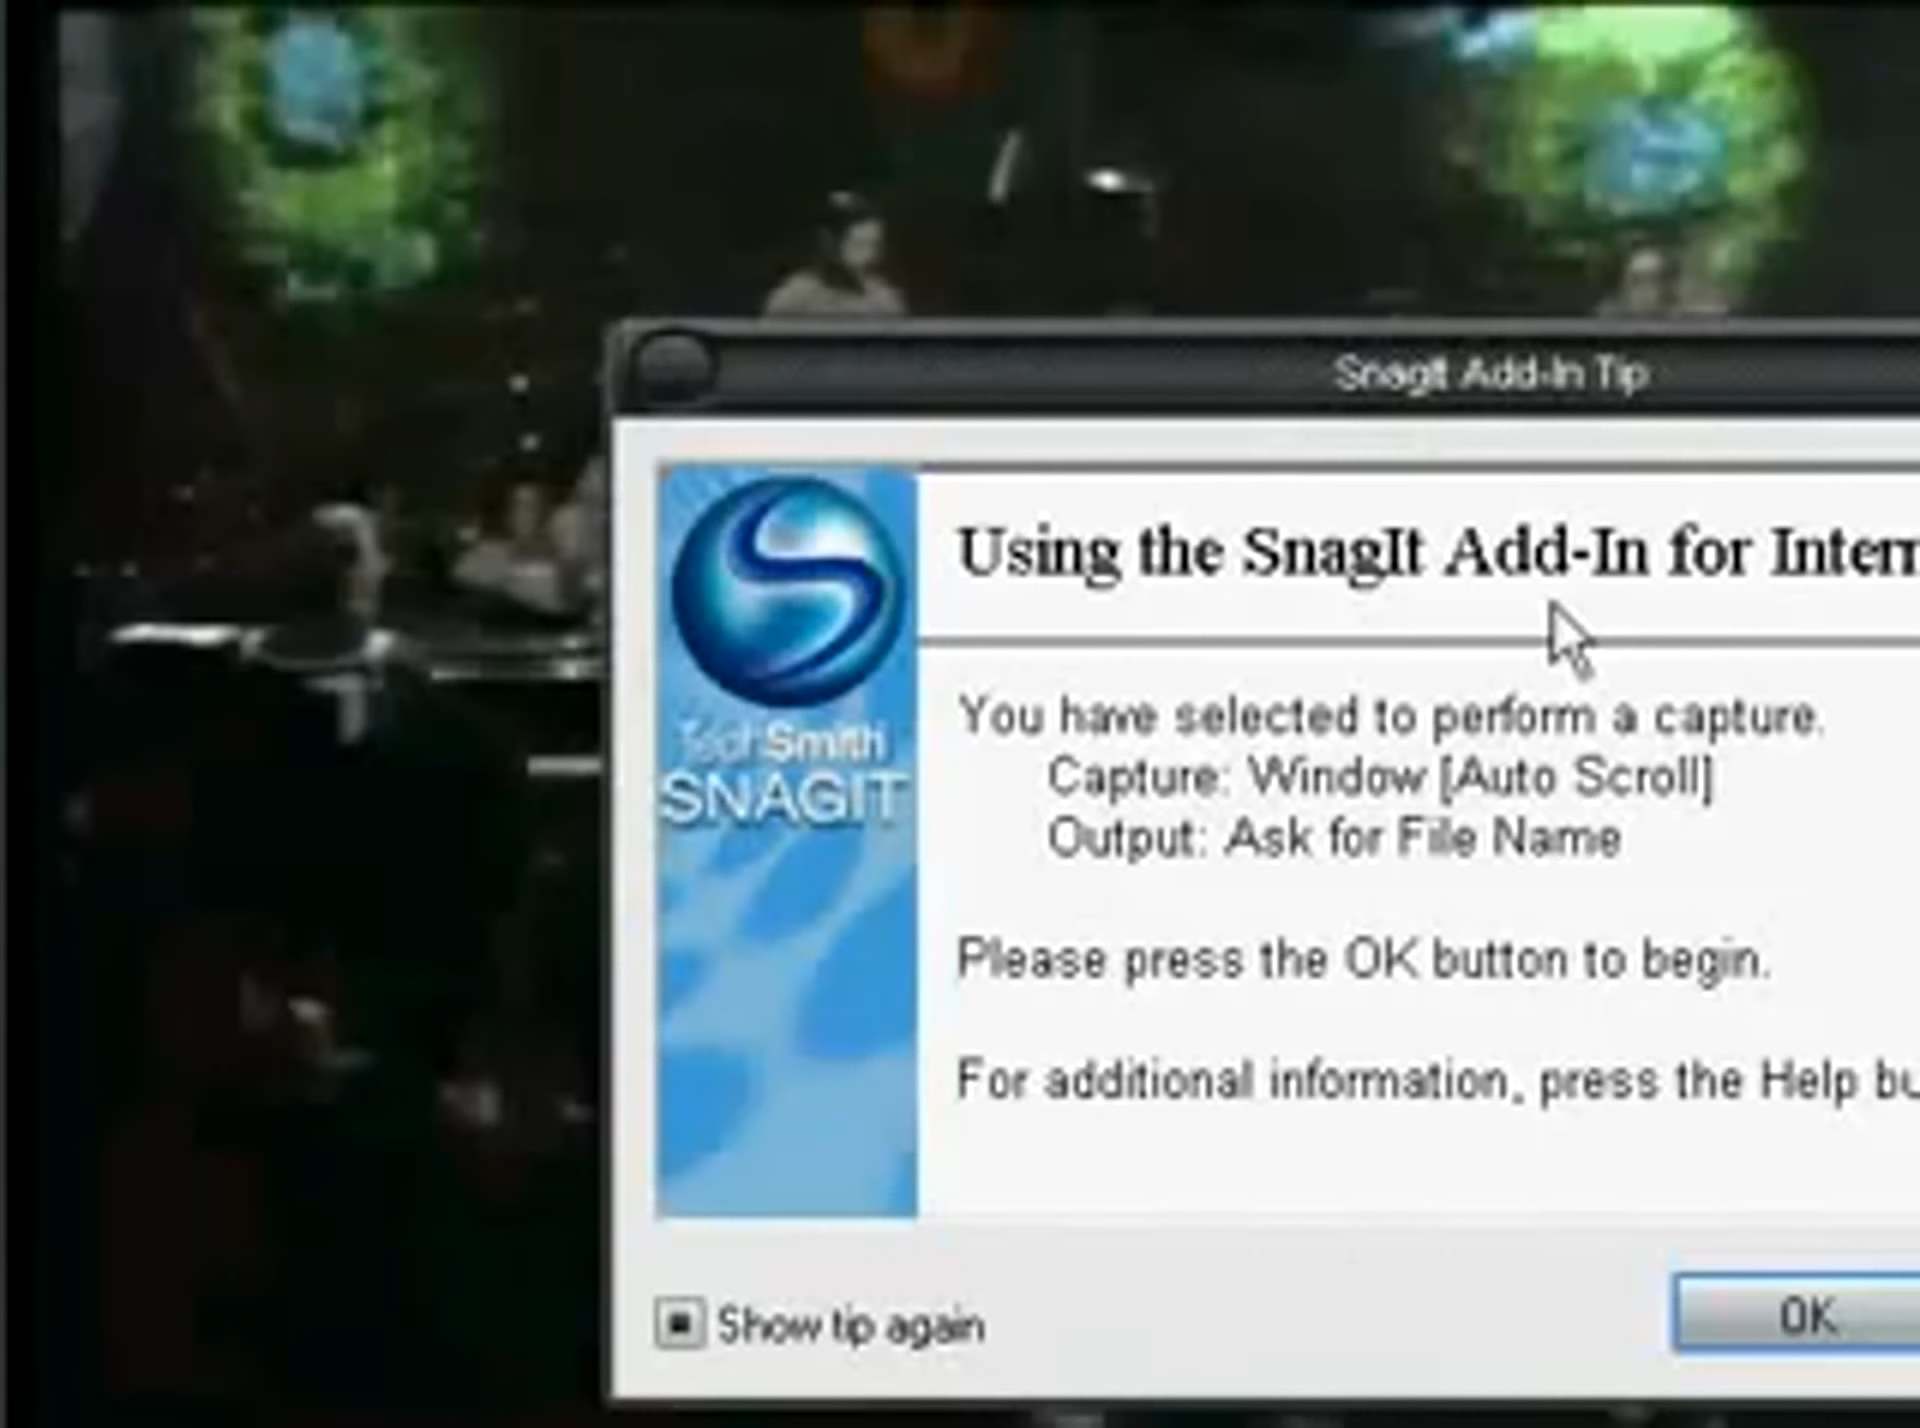 SnagIt Add-In Tip
Using the SnagIt Add-In for Intern
TechSmith
SNAGIT
You have selected to perform a capture.
Capture: Window [Auto Scroll]
Output: Ask for File Name
Please press the OK button to begin.
For additional information, press the Help bu
Show tip again
OK